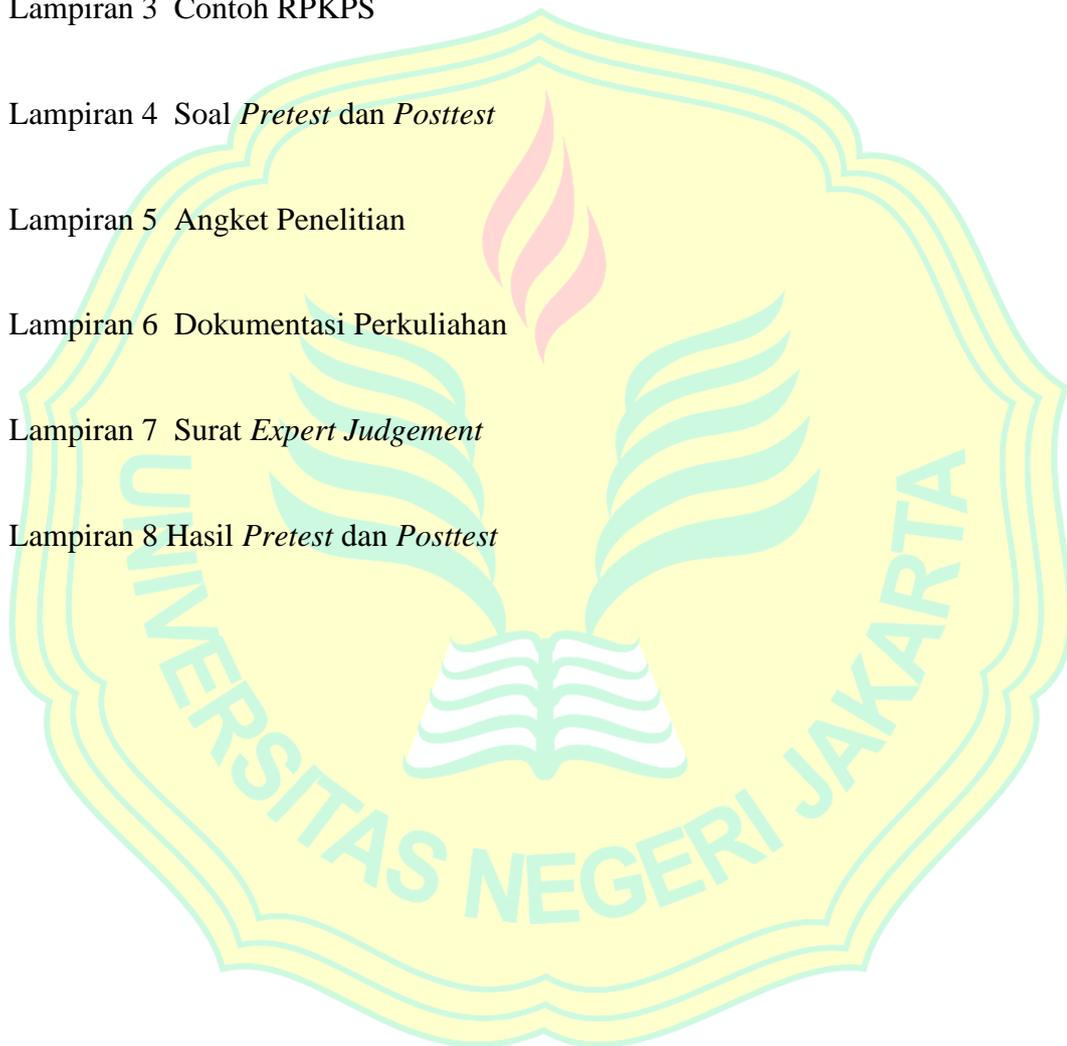 Lampiran 3 Contoh RPKPS
Lampiran 4 Soal Pretest dan Posttest
Lampiran 5 Angket Penelitian
Lampiran 6 Dokumentasi Perkuliahan
Lampiran 7 Surat Expert Judgement
Lampiran 8 Hasil Pretest dan Posttest
UNIVERSITAS NEGERI JAKARTA